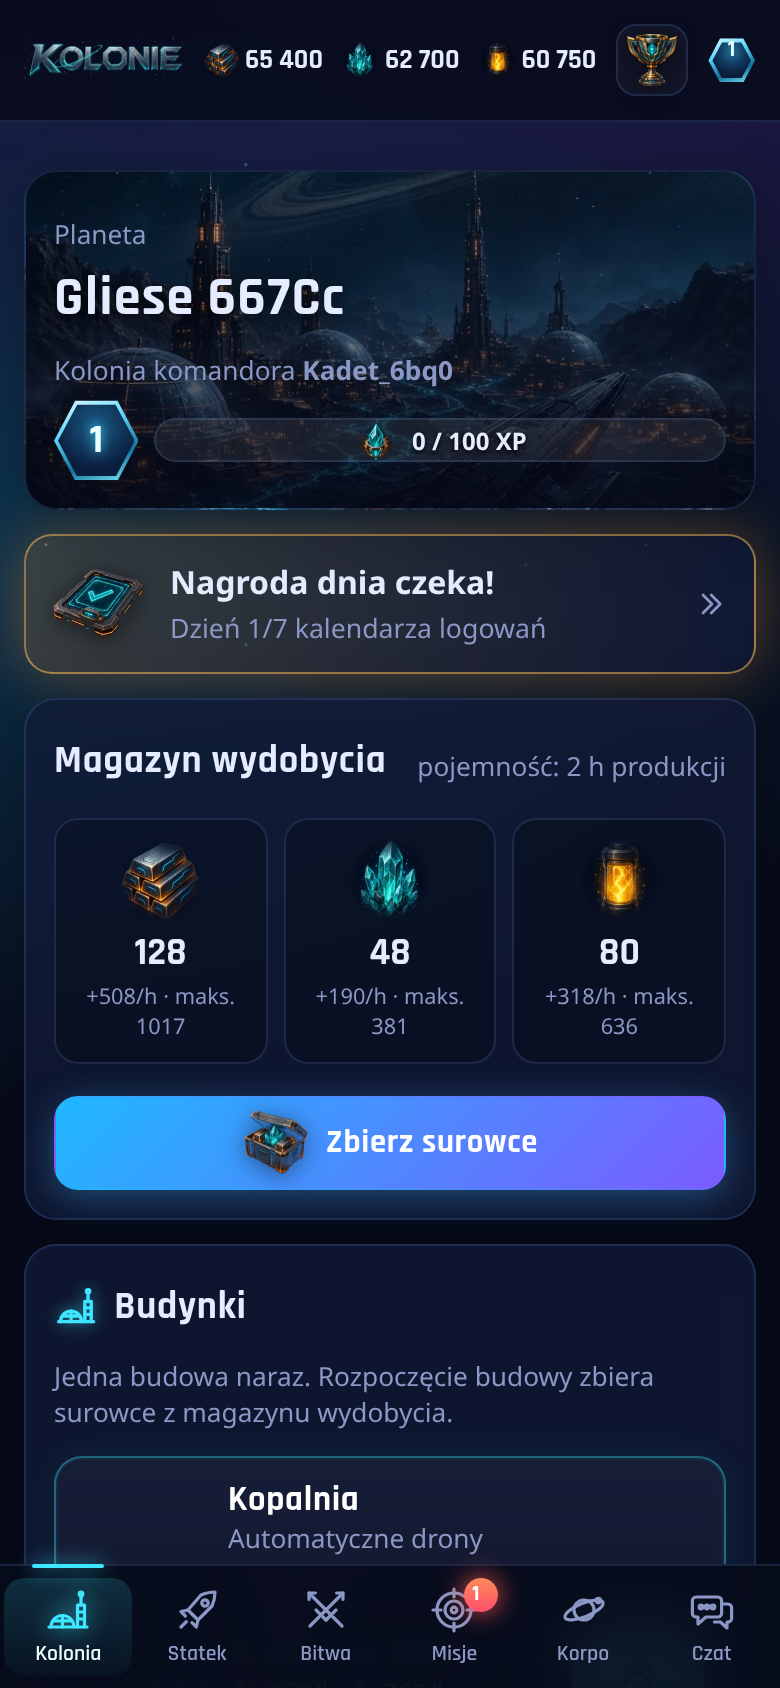 KOLONIE 65 400 62 700 60 750 1
Planeta
Gliese 667Cc
Kolonia komandora Kadet_6bq0
1 0 / 100 XP
Nagroda dnia czeka!
Dzień 1/7 kalendarza logowań
Magazyn wydobycia pojemność: 2 h produkcji
128 48 80
+508/h · maks. +190/h · maks. +318/h · maks.
1017 381 636
Zbierz surowce
Budynki
Jedna budowa naraz. Rozpoczęcie budowy zbiera
surowce z magazynu wydobycia.
Kopalnia
Automatyczne drony
1
Kolonia Statek Bitwa Misje Korpo Czat